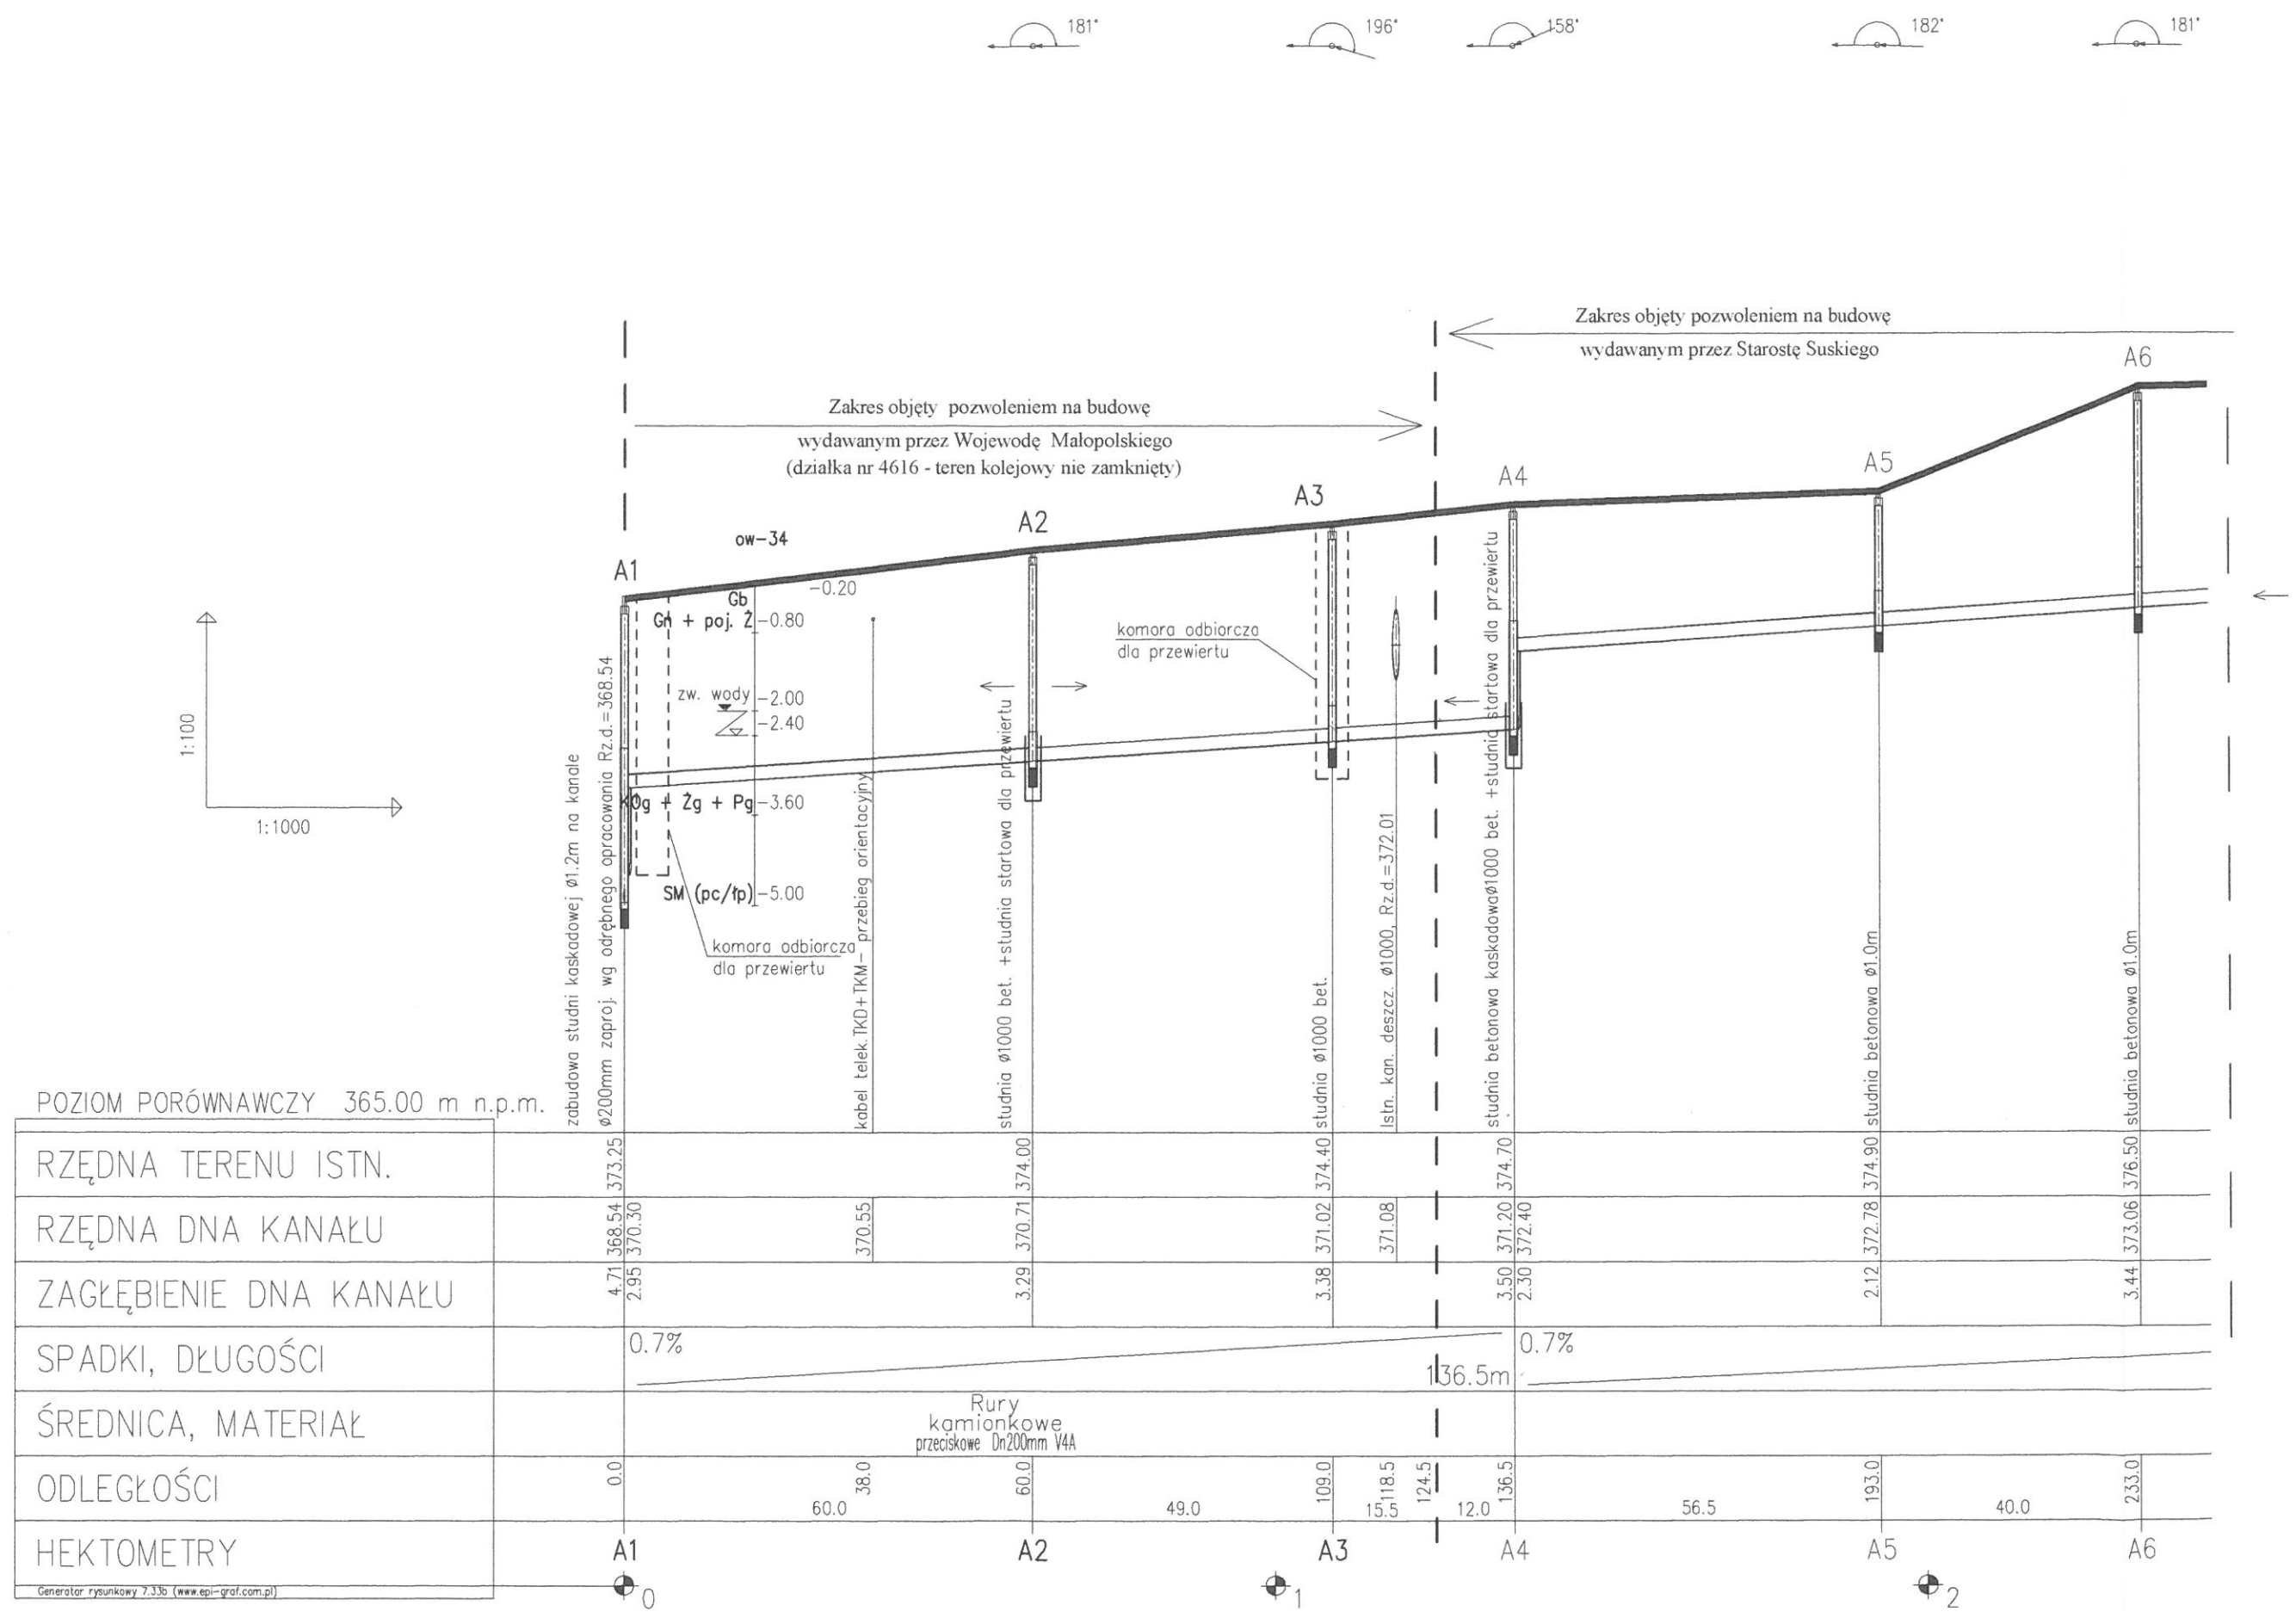 181°
196°
158°
182°
181°
Zakres objęty pozwoleniem na budowę
wydawanym przez Starostę Suskiego
A6
Zakres objęty pozwoleniem na budowę
wydawanym przez Wojewodę Małopolskiego
(działka nr 4616 - teren kolejowy nie zamknięty)
A5
A4
A3
A2
ow-34
A1
-0.20
Gb
Gπ + poj. Ż -0.80
zw. wody -2.00
-2.40
KOg + Żg + Pg -3.60
SM (pc/łp) -5.00
komora odbiorcza
dla przewiertu
komora odbiorcza
dla przewiertu
1:100
1:1000
zabudowa studni kaskadowej ø1.2m na kanale
ø200mm zaproj. wg odrębnego opracowania Rz.d.=368.54
kabel telek.TKD+TKM- przebieg orientacyjny
studnia ø1000 bet. +studnia startowa dla przewiertu
studnia ø1000 bet.
Istn. kan. deszcz. ø1000, Rz.d.=372.01
studnia betonowa kaskadowaø1000 bet. +studnia startowa dla przewiertu
studnia betonowa ø1.0m
studnia betonowa ø1.0m
POZIOM PORÓWNAWCZY 365.00 m n.p.m.
RZĘDNA TERENU ISTN.
373.25 374.00 374.40 374.70 374.90 376.50
RZĘDNA DNA KANAŁU
368.54 370.30 370.55 370.71 371.02 371.08 371.20 372.40 372.78 373.06
ZAGŁĘBIENIE DNA KANAŁU
4.71 2.95 3.29 3.38 3.50 2.30 2.12 3.44
SPADKI, DŁUGOŚCI
0.7% 136.5m 0.7%
ŚREDNICA, MATERIAŁ
Rury
kamionkowe
przeciskowe Dn200mm V4A
ODLEGŁOŚCI
0.0 38.0 60.0 109.0 118.5 124.5 136.5 193.0 233.0
60.0 49.0 15.5 12.0 56.5 40.0
HEKTOMETRY
A1 A2 A3 A4 A5 A6
Generator rysunkowy 7.33b (www.epi-graf.com.pl)
0 1 2